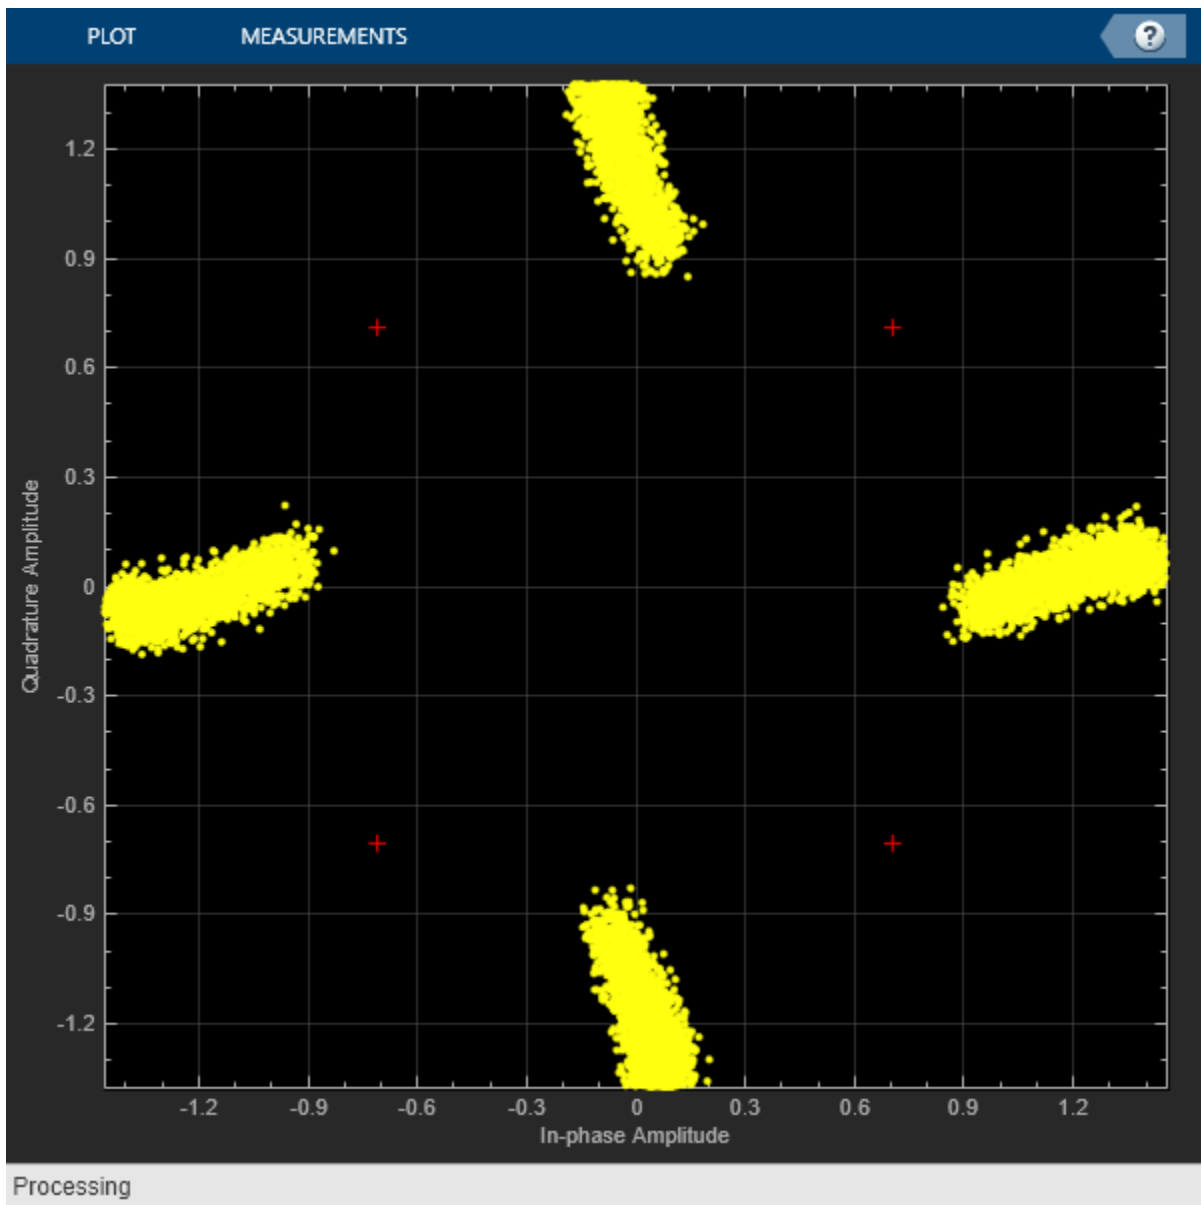 PLOT MEASUREMENTS ?
1.2
0.9
0.6
0.3
0
-0.3
-0.6
-0.9
-1.2
Quadrature Amplitude
-1.2 -0.9 -0.6 -0.3 0 0.3 0.6 0.9 1.2
In-phase Amplitude
Processing